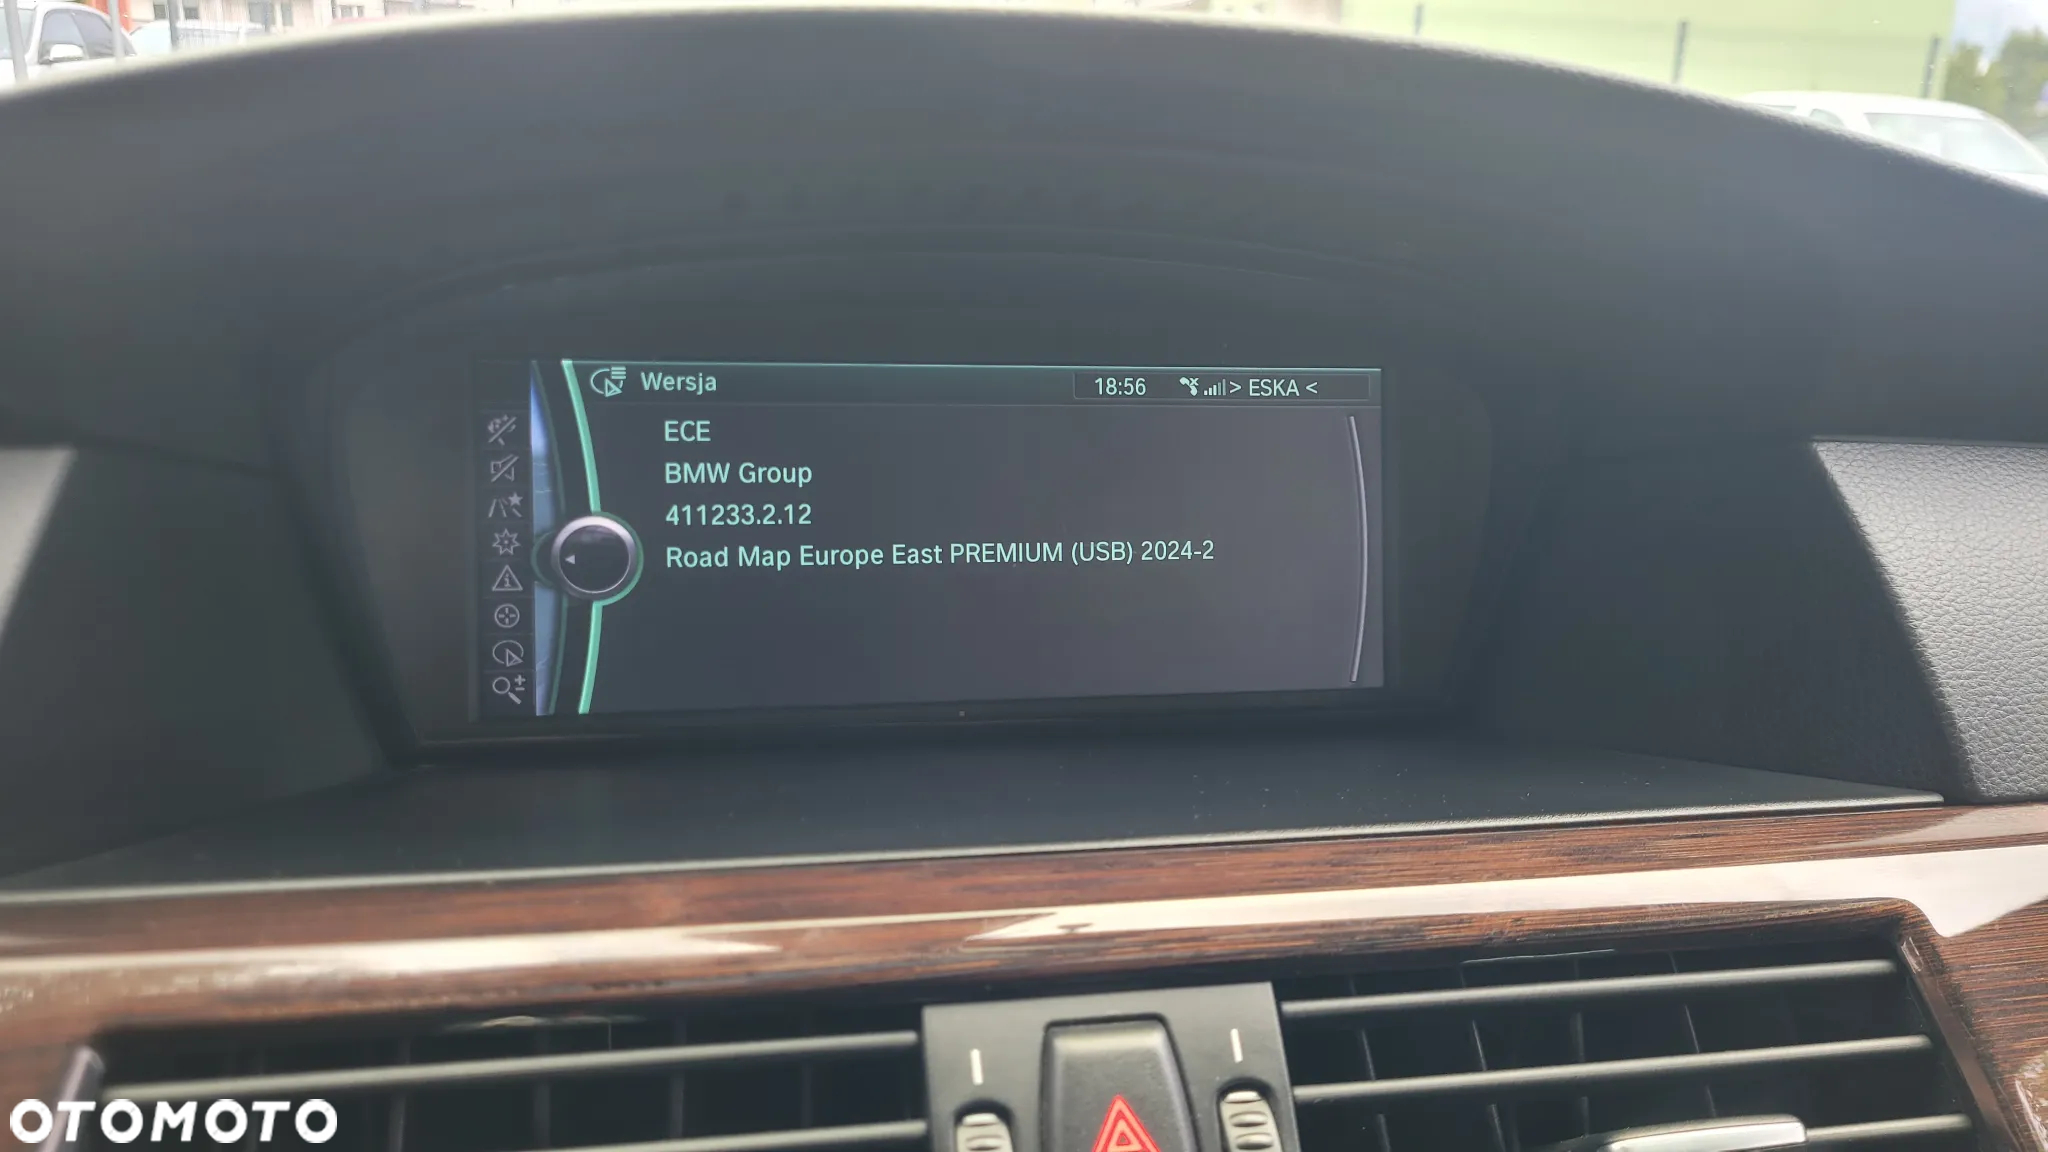 Wersja
18:56 > ESKA <
ECE
BMW Group
411233.2.12
Road Map Europe East PREMIUM (USB) 2024-2
OTOMOTO